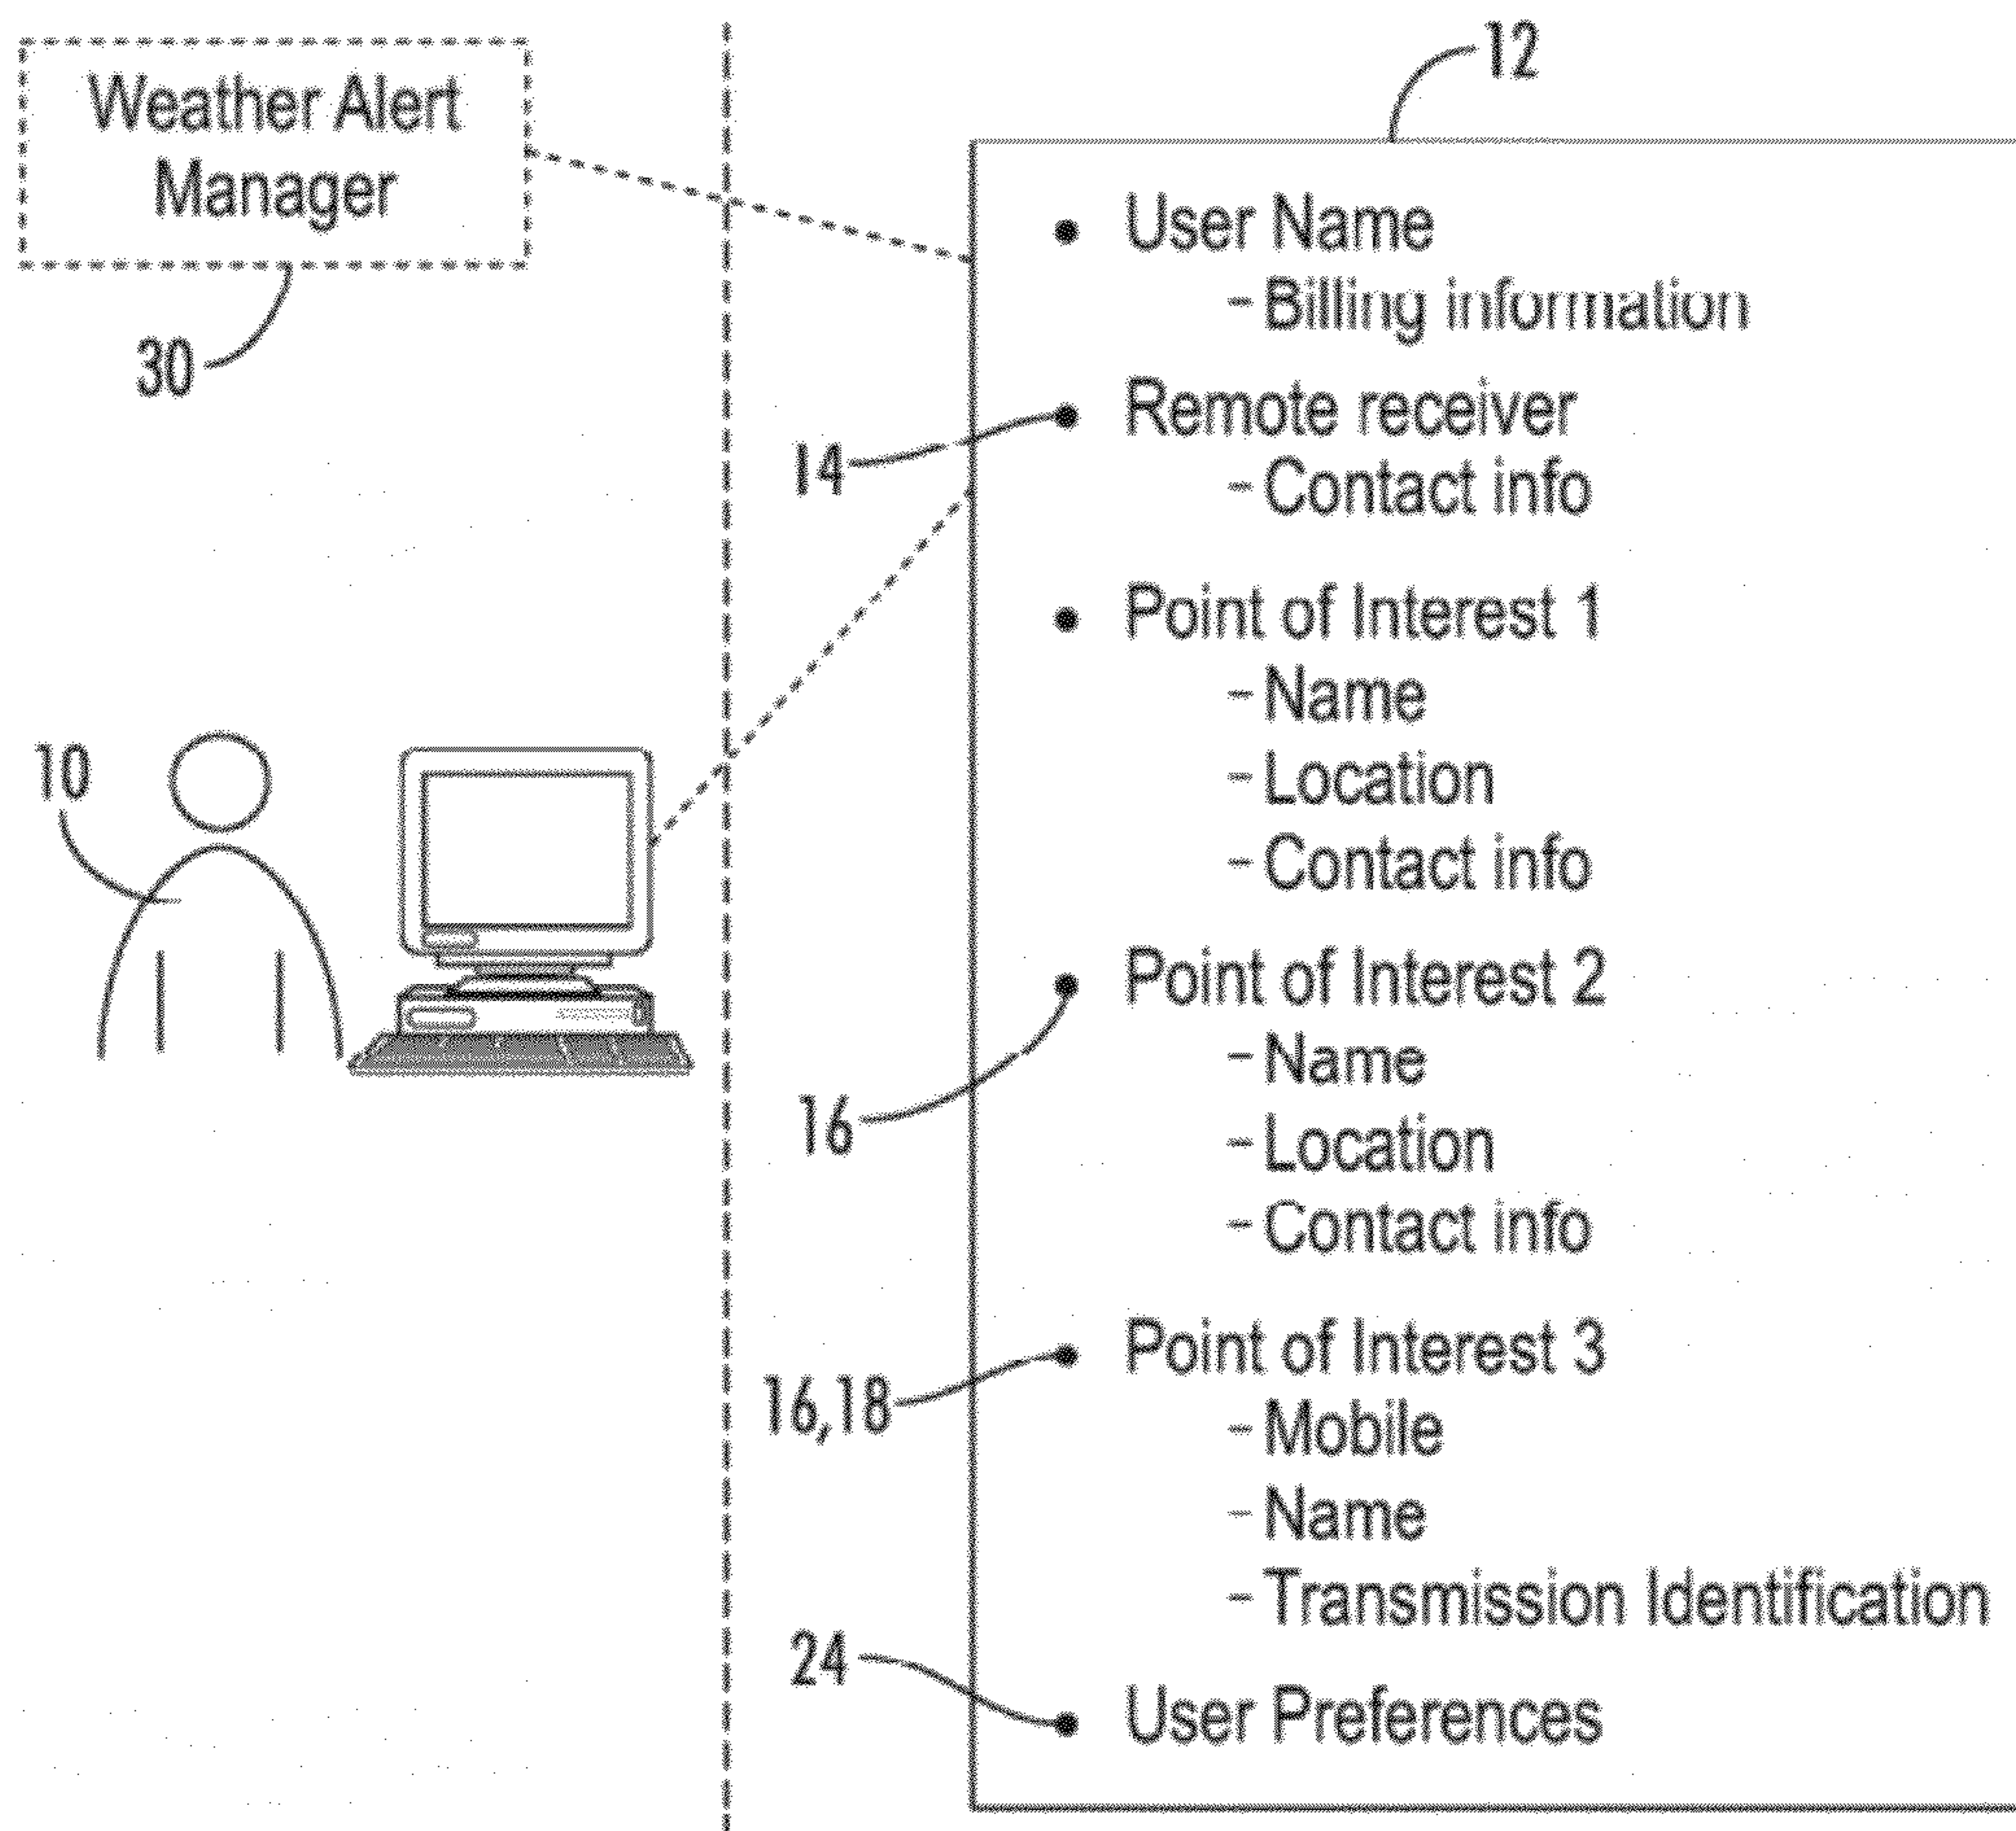 Weather Alert
Manager
30
10
12
• User Name
- Billing information
14
• Remote receiver
- Contact info
• Point of Interest 1
- Name
- Location
- Contact info
16
• Point of Interest 2
- Name
- Location
- Contact info
16,18
• Point of Interest 3
- Mobile
- Name
- Transmission Identification
24
• User Preferences